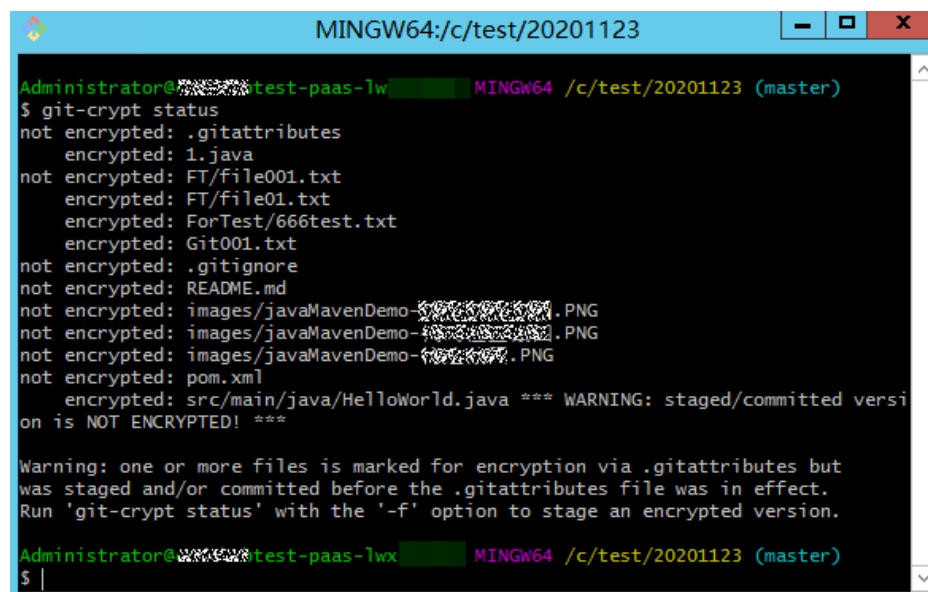 MINGW64:/c/test/20201123
Administrator@ test-paas-lw MINGW64 /c/test/20201123 (master)
$ git-crypt status
not encrypted: .gitattributes
    encrypted: 1.java
not encrypted: FT/file001.txt
    encrypted: FT/file01.txt
    encrypted: ForTest/666test.txt
    encrypted: Git001.txt
not encrypted: .gitignore
not encrypted: README.md
not encrypted: images/javaMavenDemo- .PNG
not encrypted: images/javaMavenDemo- .PNG
not encrypted: images/javaMavenDemo- .PNG
not encrypted: pom.xml
    encrypted: src/main/java/HelloWorld.java *** WARNING: staged/committed versi
on is NOT ENCRYPTED! ***
Warning: one or more files is marked for encryption via .gitattributes but
was staged and/or committed before the .gitattributes file was in effect.
Run 'git-crypt status' with the '-f' option to stage an encrypted version.
Administrator@ test-paas-lwx MINGW64 /c/test/20201123 (master)
$